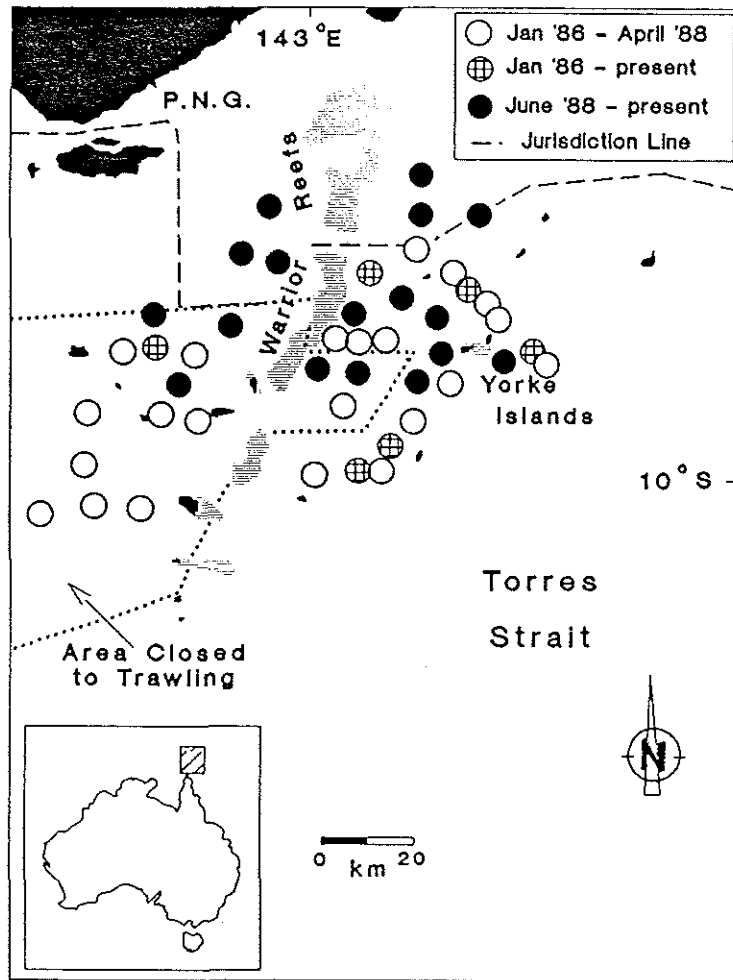 143°E
Jan '86 - April '88
Jan '86 - present
June '88 - present
Jurisdiction Line
P.N.G.
Warrior Reefs
Yorke
Islands
10°S
Torres
Strait
Area Closed
to Trawling
N
0 20
km